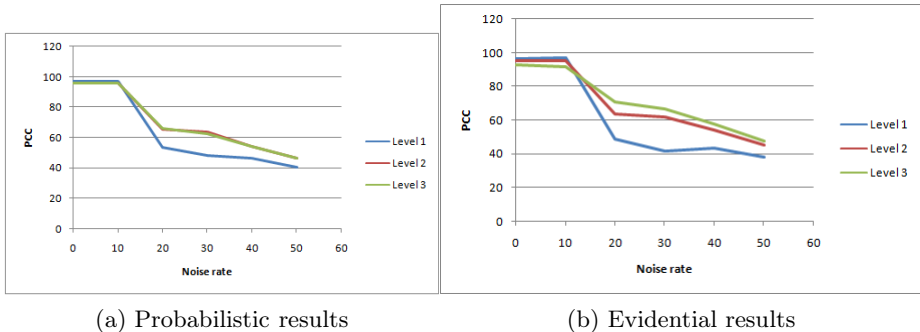 120
100
80
60
40
20
0
PCC
0 10 20 30 40 50 60
Noise rate
Level 1
Level 2
Level 3
(a) Probabilistic results
120
100
80
60
40
20
0
PCC
0 10 20 30 40 50 60
Noise rate
Level 1
Level 2
Level 3
(b) Evidential results